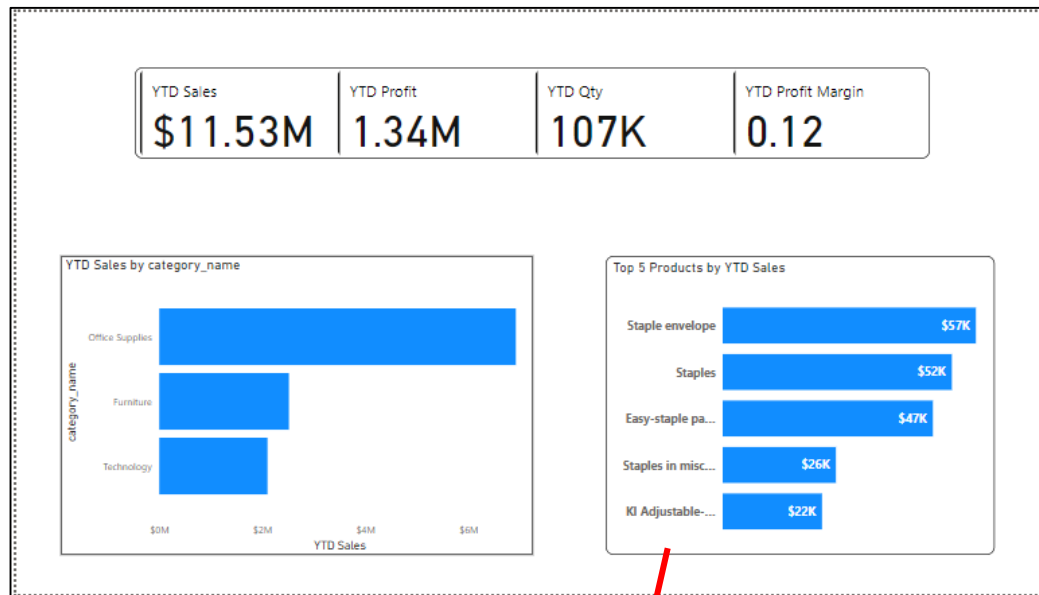 YTD Sales
$11.53M
YTD Profit
1.34M
YTD Qty
107K
YTD Profit Margin
0.12
YTD Sales by category_name
category_name
Office Supplies
Furniture
Technology
$0M $2M $4M $6M
YTD Sales
Top 5 Products by YTD Sales
Staple envelope $57K
Staples $52K
Easy-staple pa... $47K
Staples in misc... $26K
KI Adjustable-... $22K